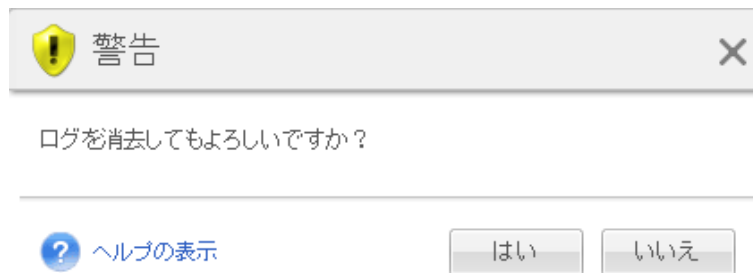 警告
ログを消去してもよろしいですか？
ヘルプの表示
はい
いいえ